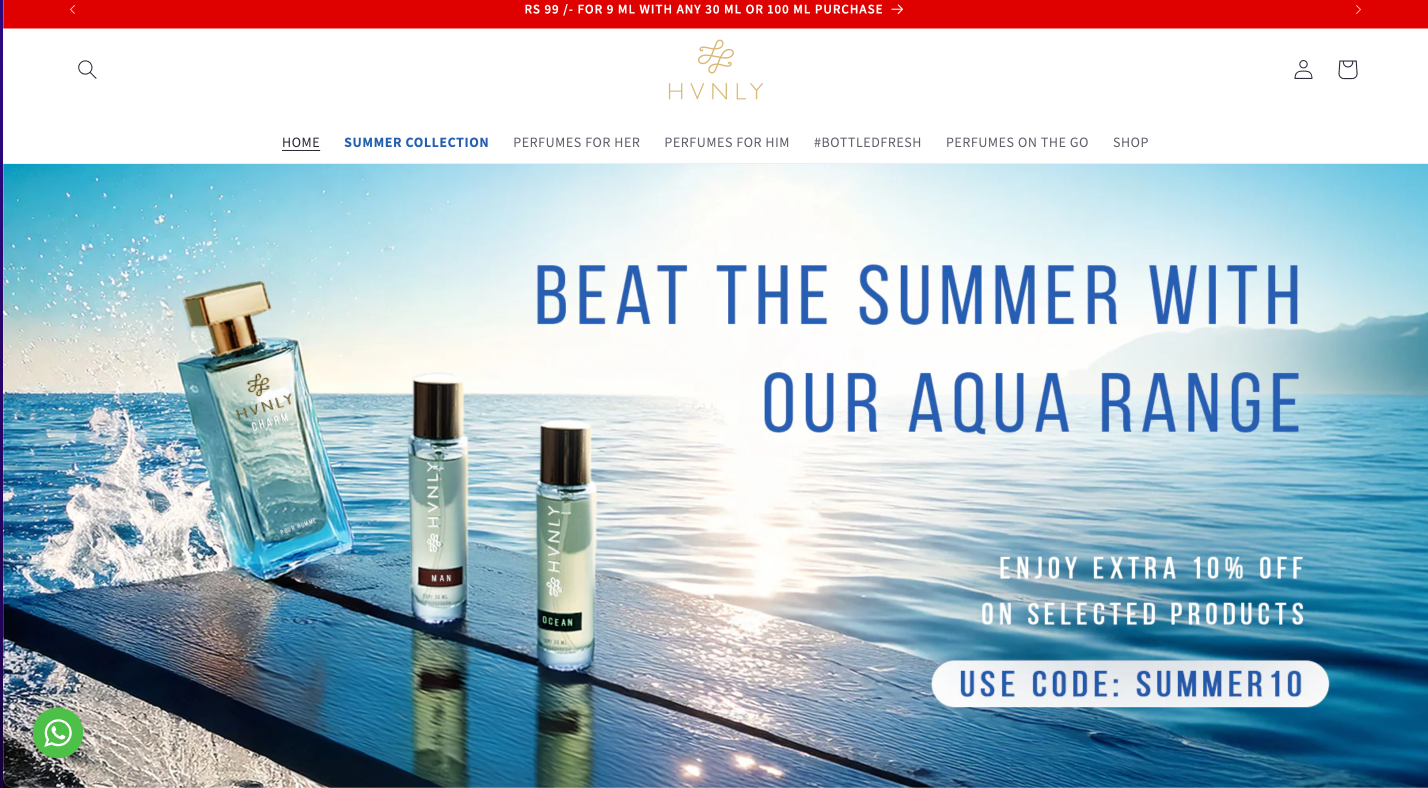 RS 99 /- FOR 9 ML WITH ANY 30 ML OR 100 ML PURCHASE
HVNLY
HOME SUMMER COLLECTION PERFUMES FOR HER PERFUMES FOR HIM #BOTTLEDFRESH PERFUMES ON THE GO SHOP
BEAT THE SUMMER WITH
OUR AQUA RANGE
HVNLY
CHARM
POUR HOMME
HVNLY
MAN
HVNLY
OCEAN
ENJOY EXTRA 10% OFF
ON SELECTED PRODUCTS
USE CODE: SUMMER10